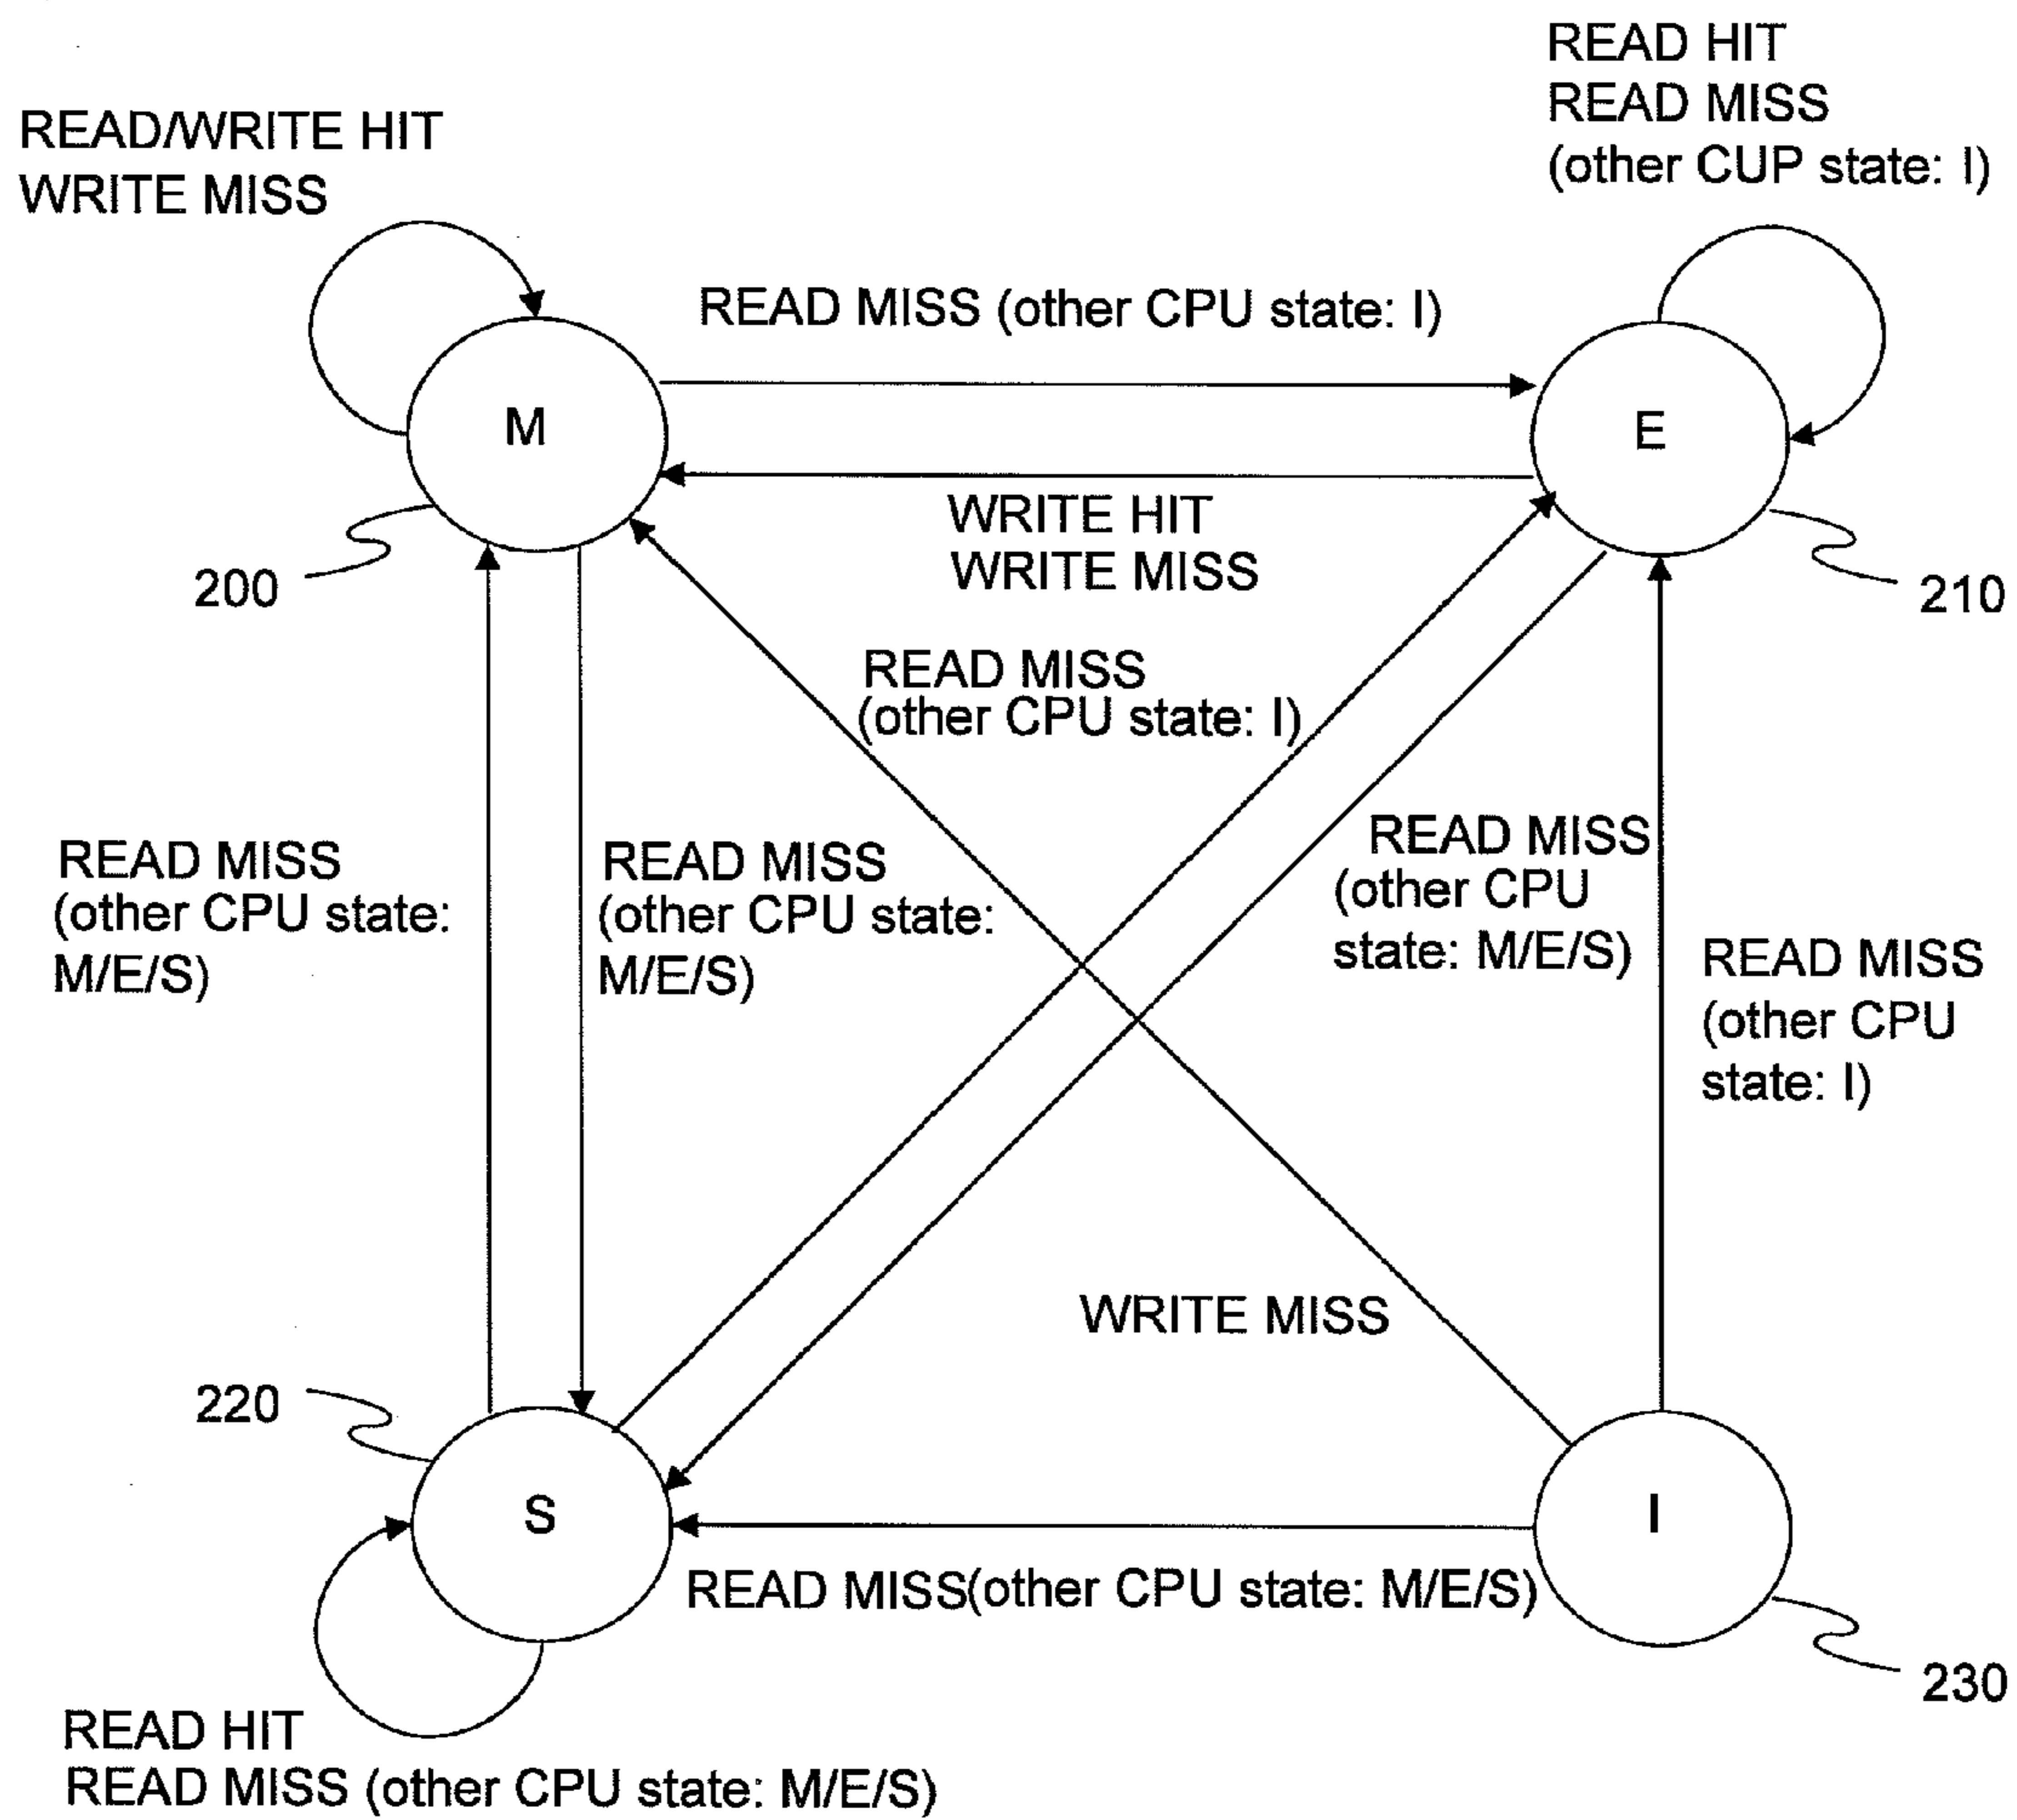 READ HIT
READ MISS
(other CUP state: I)
READ/WRITE HIT
WRITE MISS
READ MISS (other CPU state: I)
M
E
WRITE HIT
WRITE MISS
200
210
READ MISS
(other CPU state: I)
READ MISS
(other CPU state:
M/E/S)
READ MISS
(other CPU state:
M/E/S)
READ MISS
(other CPU
state: M/E/S)
READ MISS
(other CPU
state: I)
WRITE MISS
220
S
I
READ MISS(other CPU state: M/E/S)
230
READ HIT
READ MISS (other CPU state: M/E/S)